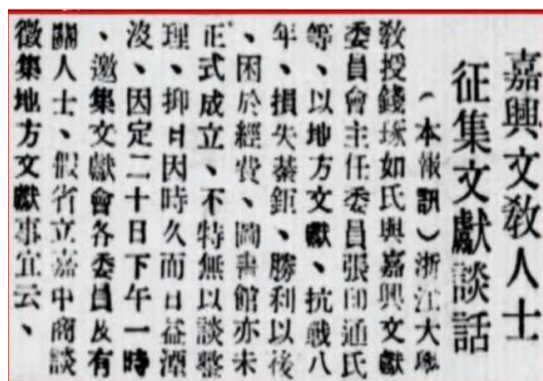 嘉興文教人士
征集文獻談話
（本報訊）浙江大學
敎授錢琢如氏與嘉興文獻
委員會主任委員張印通氏
等、以地方文獻、抗戰八
年、損失綦鉅、勝利以後
、困於經費、圖書館亦未
正式成立、不特無以談整
理、抑且因時久而日益湮
沒、因定二十日下午一時
、邀集文獻會各委員及有
關人士、假省立嘉中商談
徵集地方文獻事宜云、